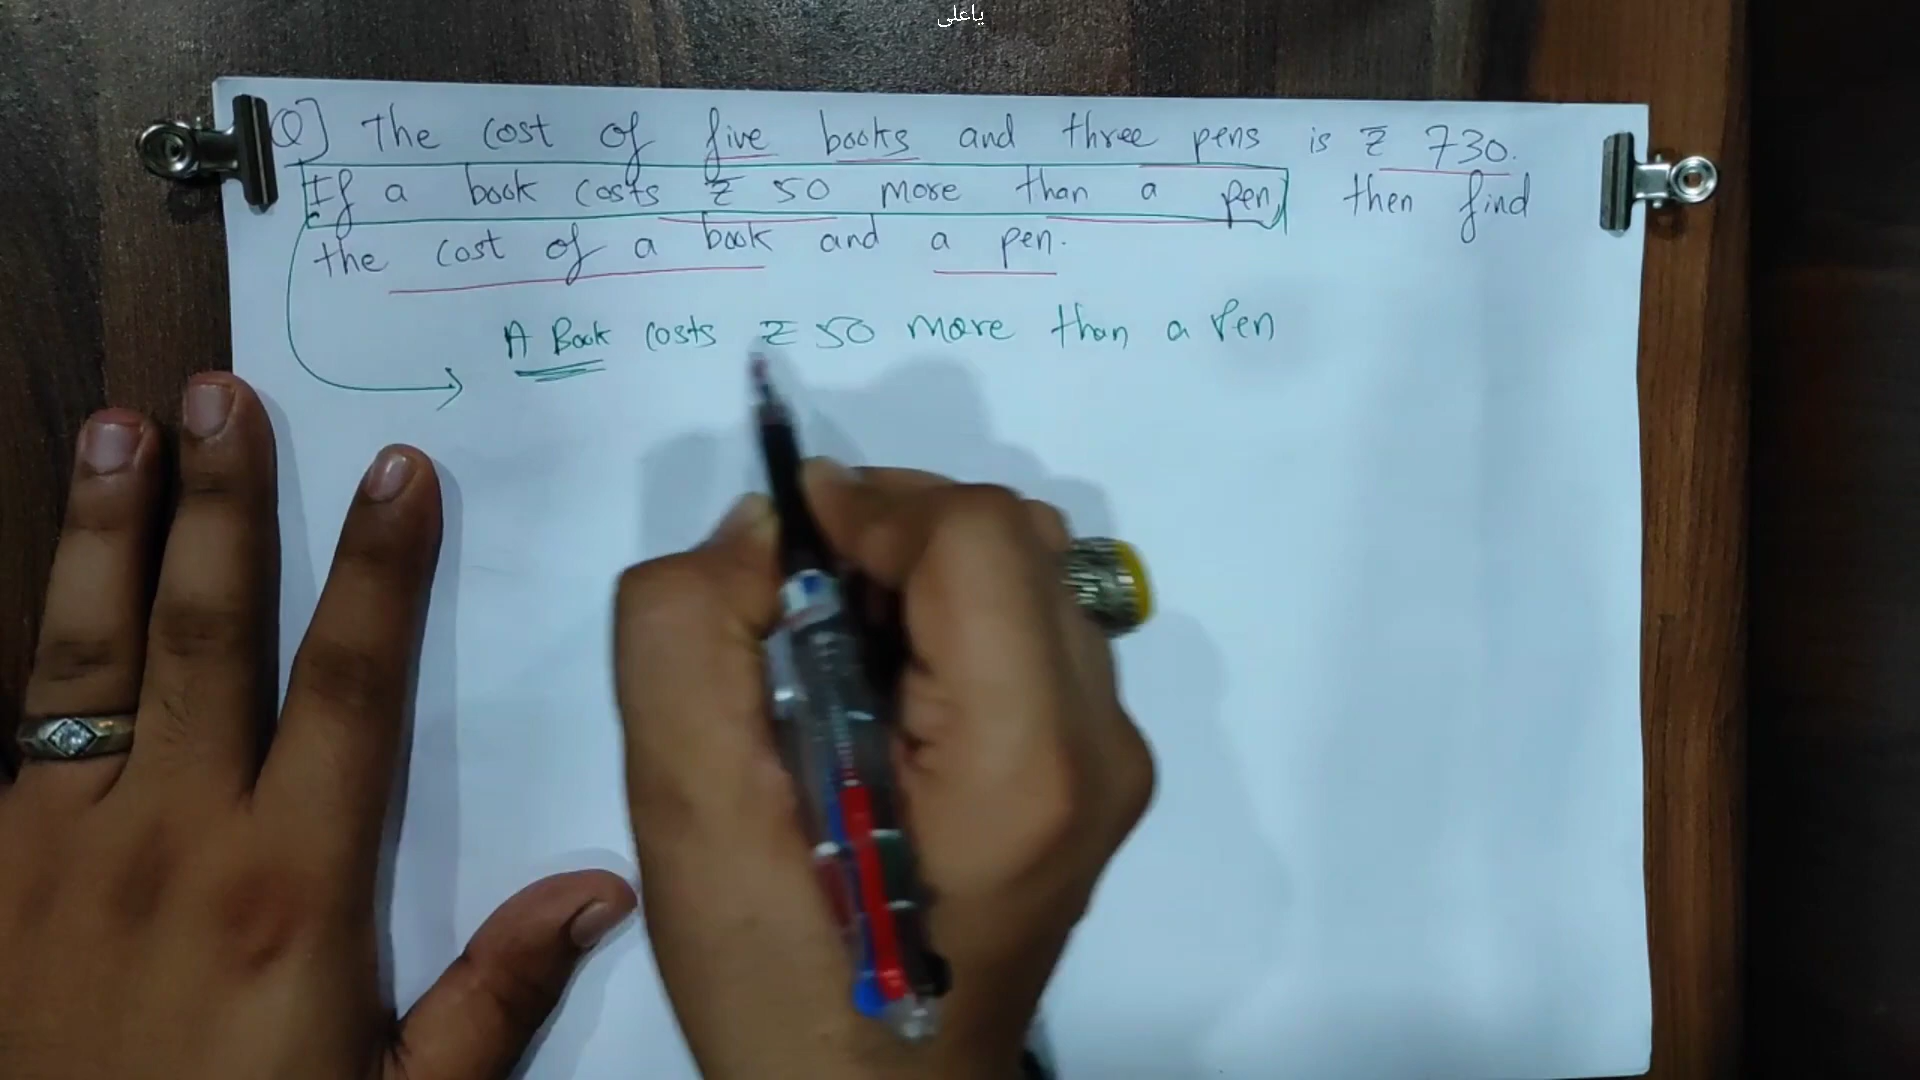 ياعلى
Q] The cost of five books and three pens is ₹ 730.
If a book costs ₹ 50 more than a pen, then find
the cost of a book and a pen.
A Book costs ₹ 50 more than a Pen